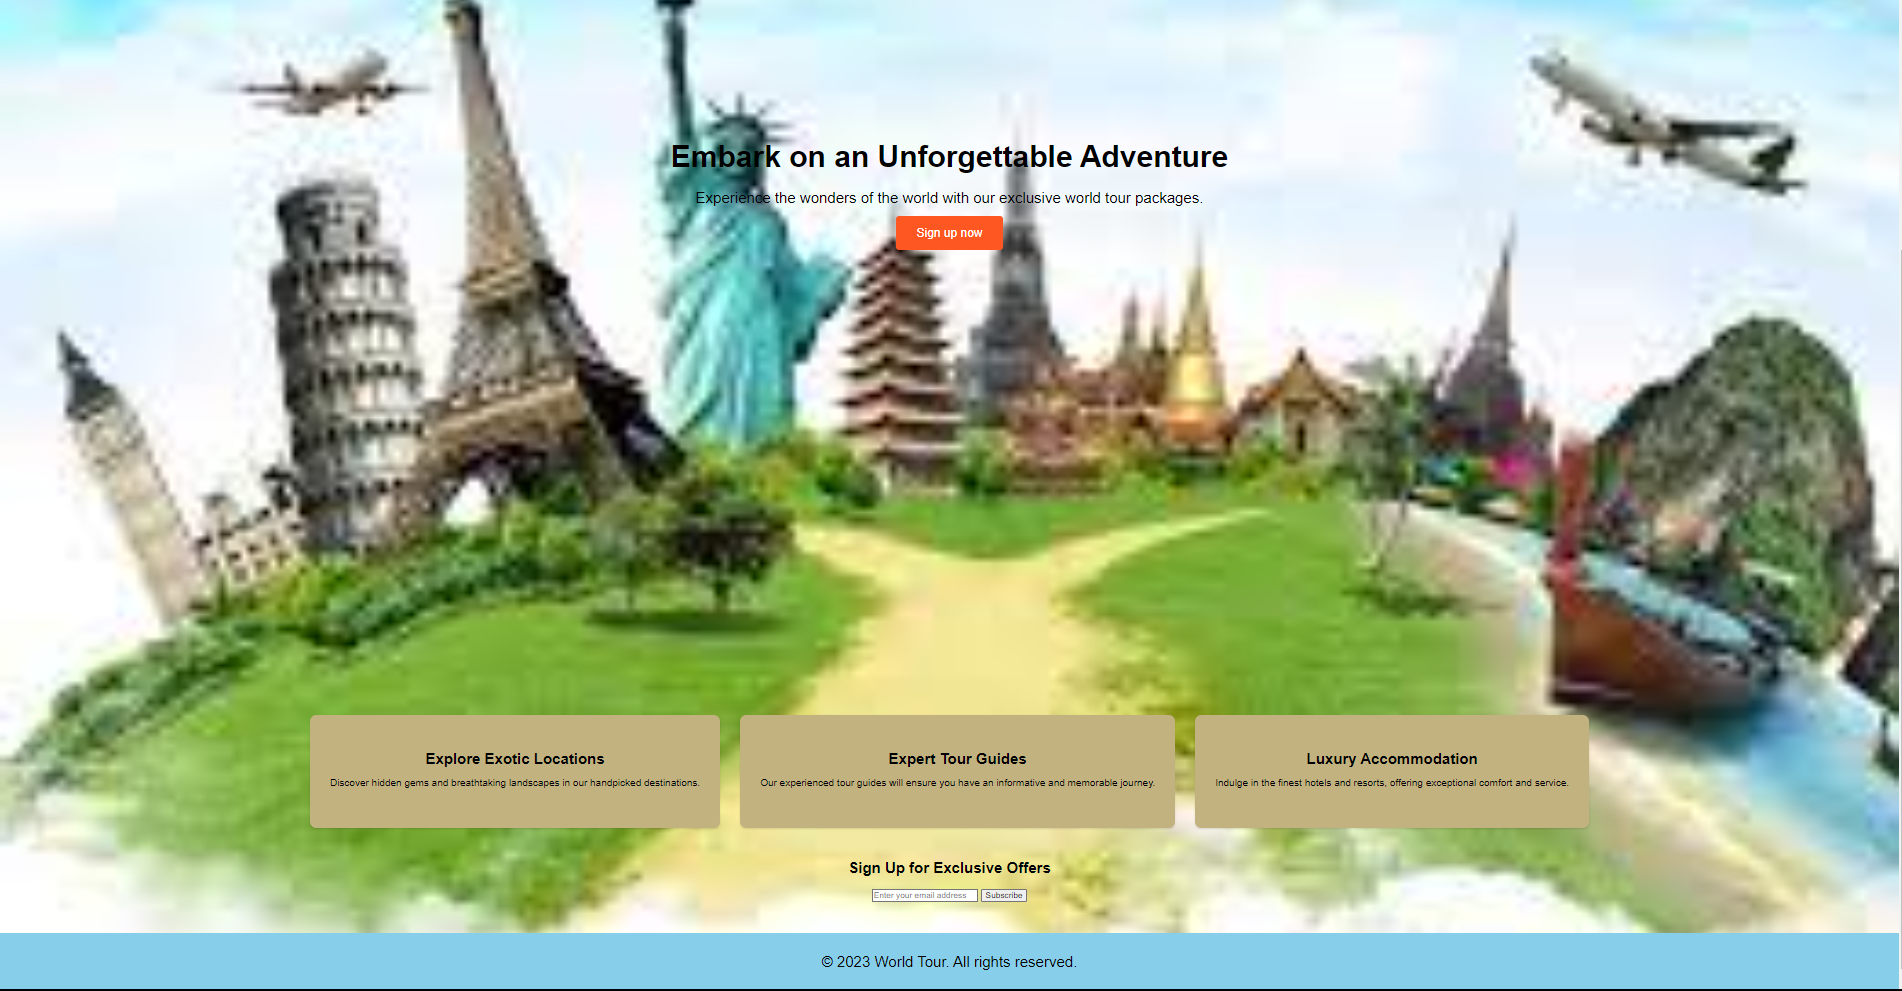 Embark on an Unforgettable Adventure
Experience the wonders of the world with our exclusive world tour packages.
Sign up now
Explore Exotic Locations
Discover hidden gems and breathtaking landscapes in our handpicked destinations.
Expert Tour Guides
Our experienced tour guides will ensure you have an informative and memorable journey.
Luxury Accommodation
Indulge in the finest hotels and resorts, offering exceptional comfort and service.
Sign Up for Exclusive Offers
Enter your email address Subscribe
© 2023 World Tour. All rights reserved.